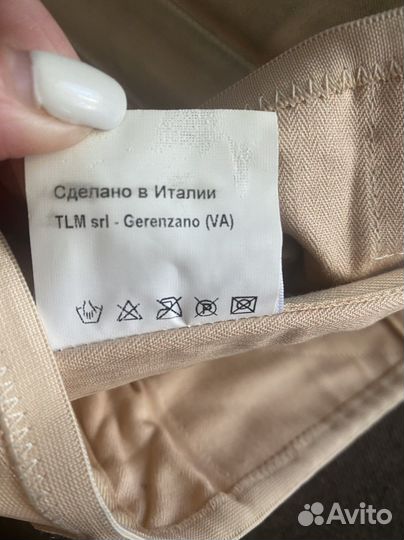 Сделано в Италии
TLM srl - Gerenzano (VA)
Avito